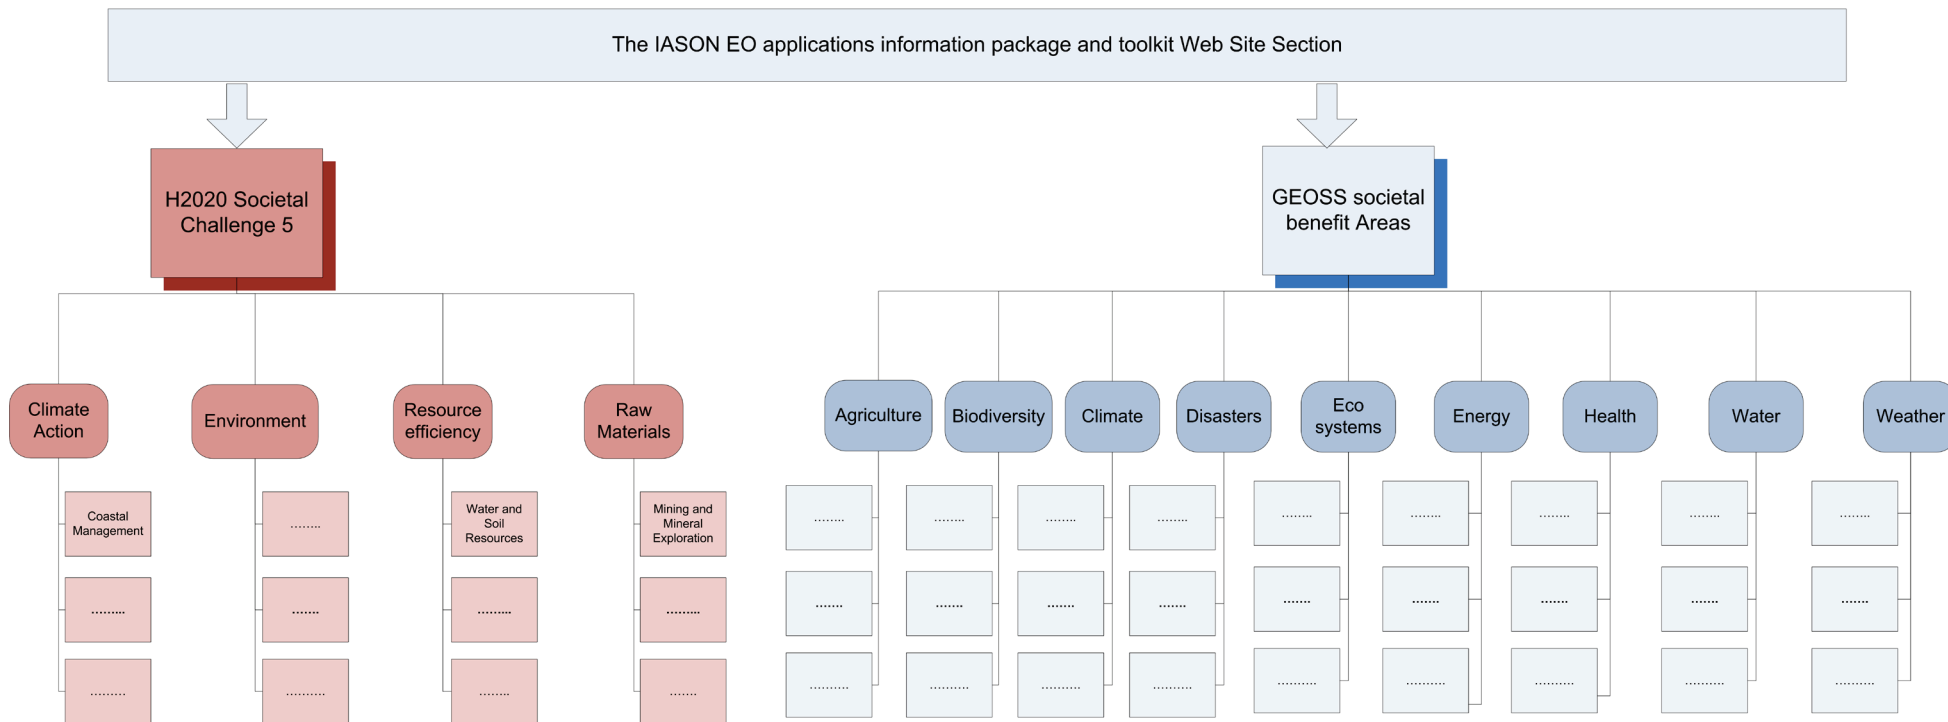 The IASON EO applications information package and toolkit Web Site Section
H2020 Societal
Challenge 5
GEOSS societal
benefit Areas
Climate
Action
Environment
Resource
efficiency
Raw
Materials
Agriculture
Biodiversity
Climate
Disasters
Eco
systems
Energy
Health
Water
Weather
Coastal
Management
........
Water and
Soil
Resources
Mining and
Mineral
Exploration
........
........
........
........
........
........
........
........
........
.........
.......
.........
.........
.......
.......
.......
.......
.......
.......
.......
.......
.......
.........
..........
........
.......
..........
..........
..........
..........
..........
..........
..........
..........
..........